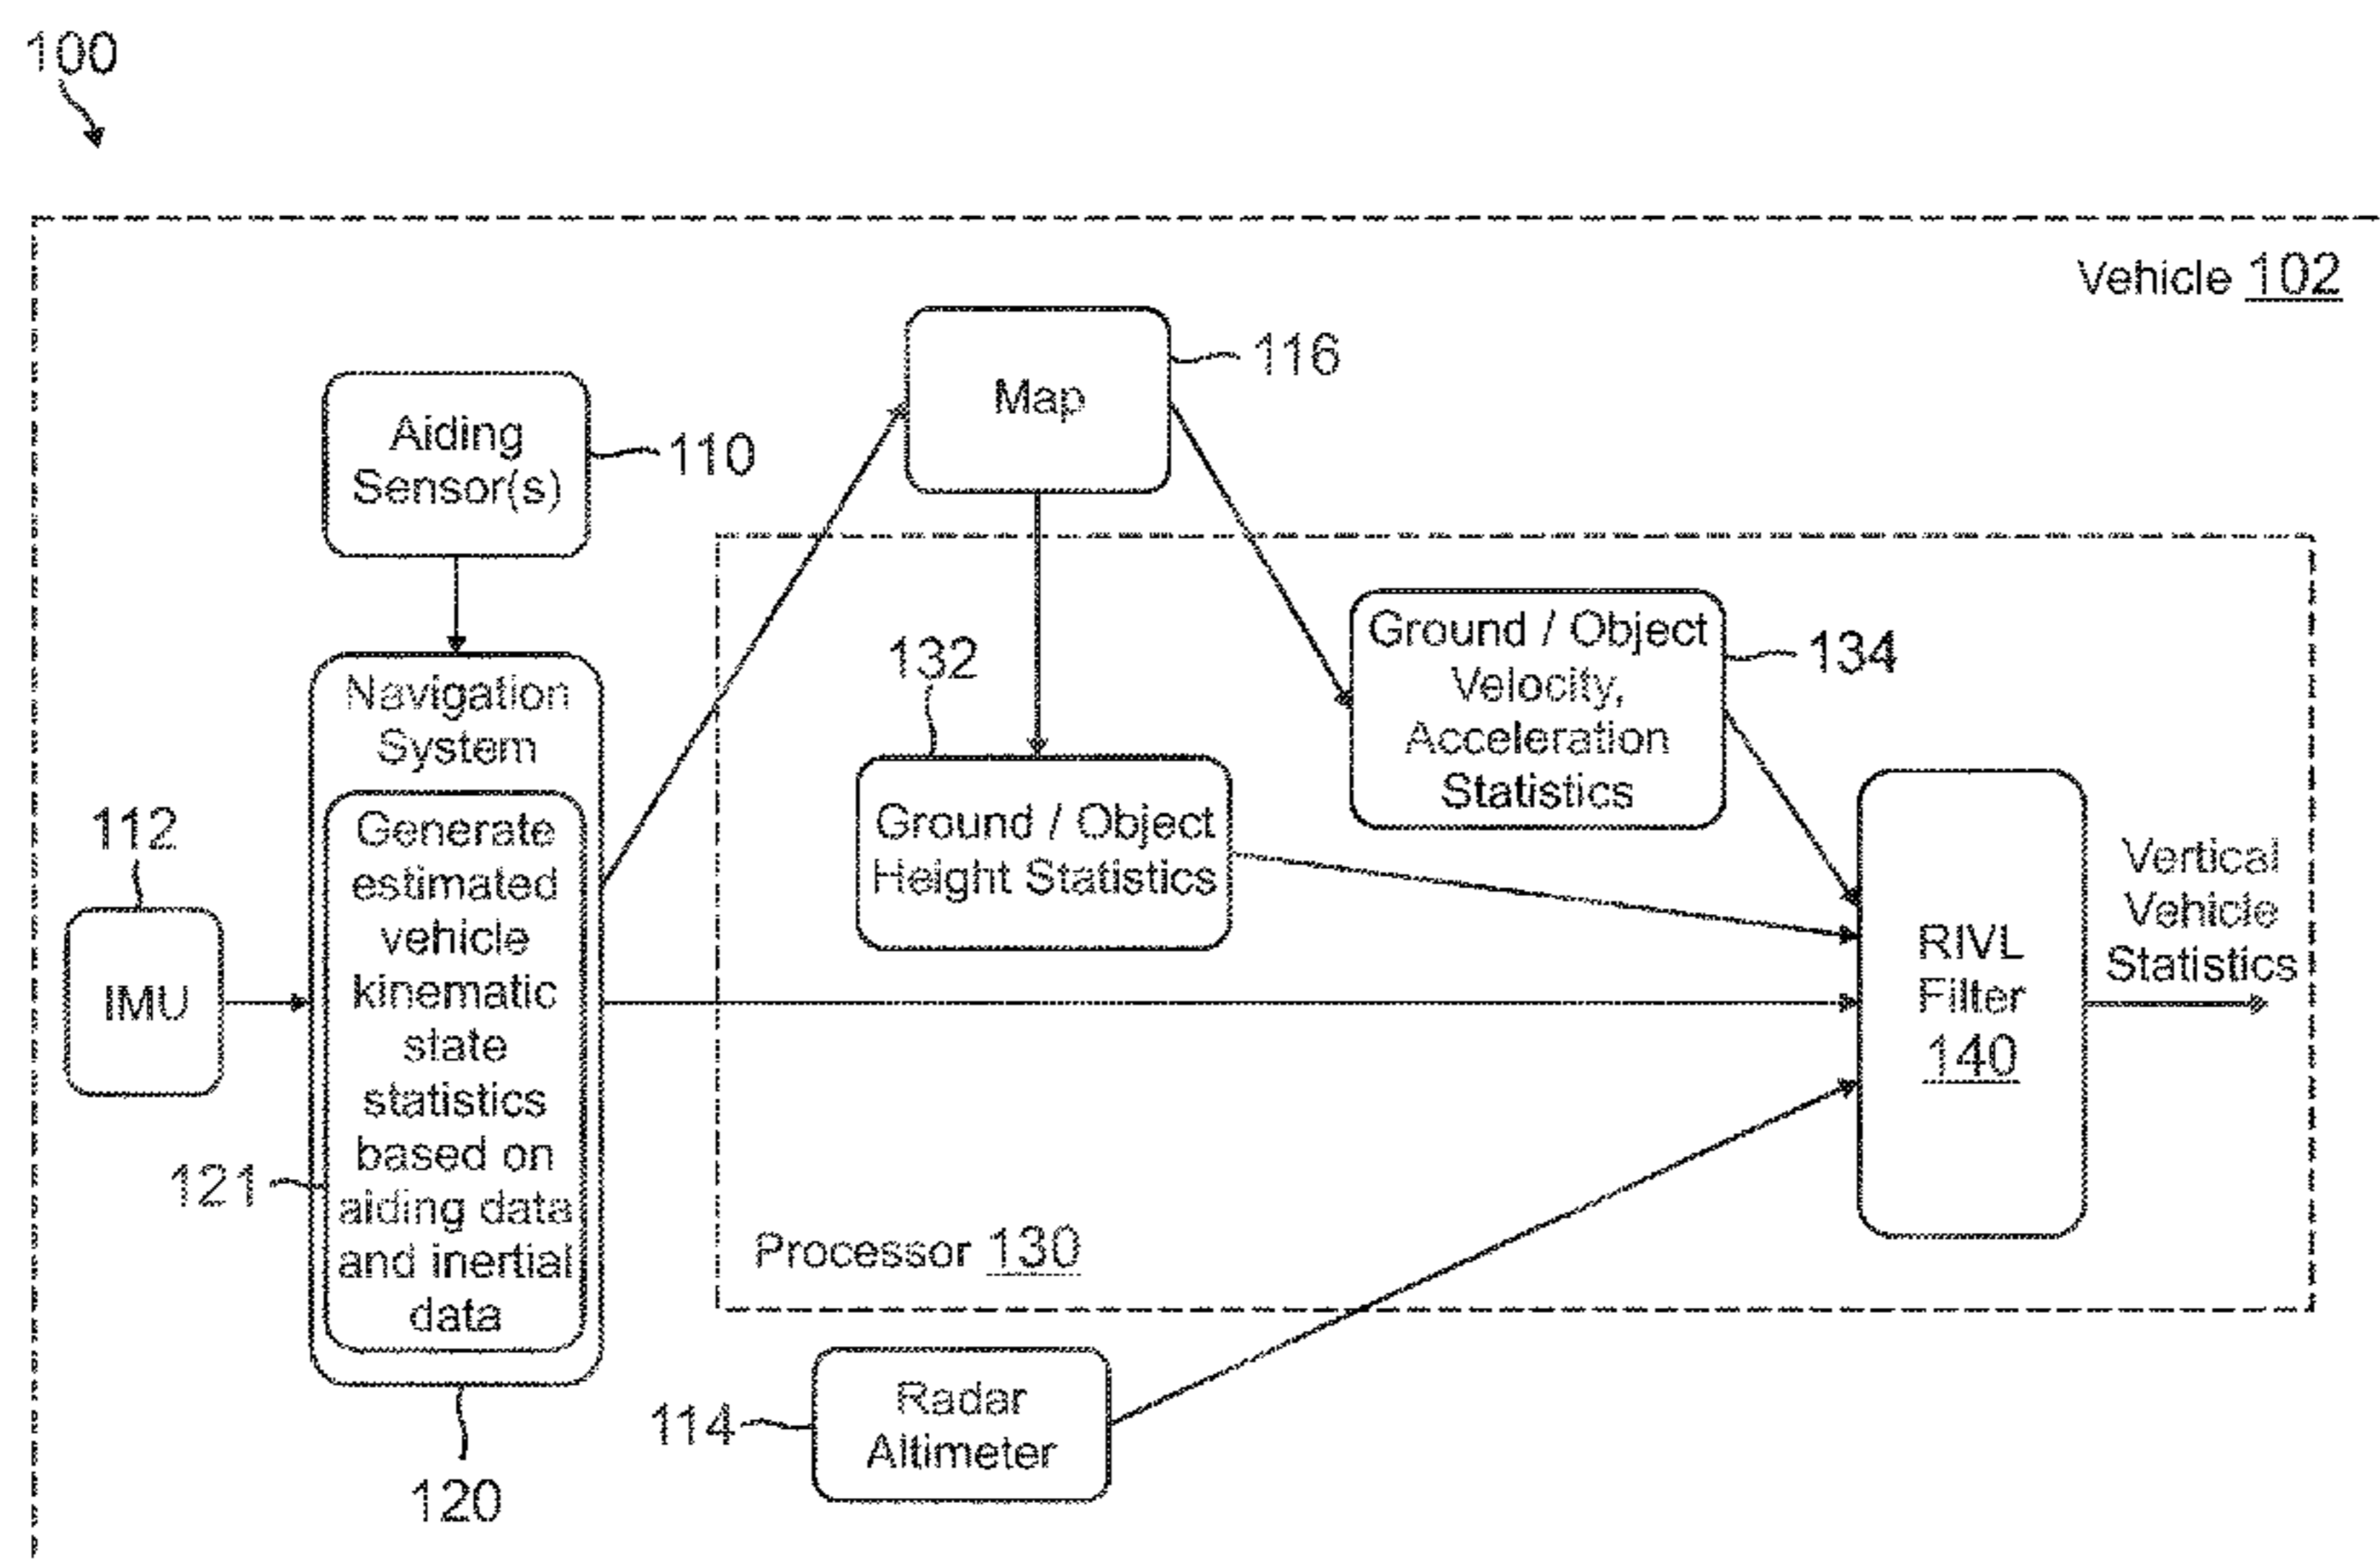 100
Vehicle 102
Map
116
Aiding
Sensor(s)
110
Ground / Object
Velocity,
Acceleration
Statistics
134
132
Navigation
System
Generate
estimated
vehicle
kinematic
state
statistics
based on
aiding data
and inertial
data
112
IMU
Ground / Object
Height Statistics
RIVL
Filter
140
Vertical
Vehicle
Statistics
121
Processor 130
114
Radar
Altimeter
120